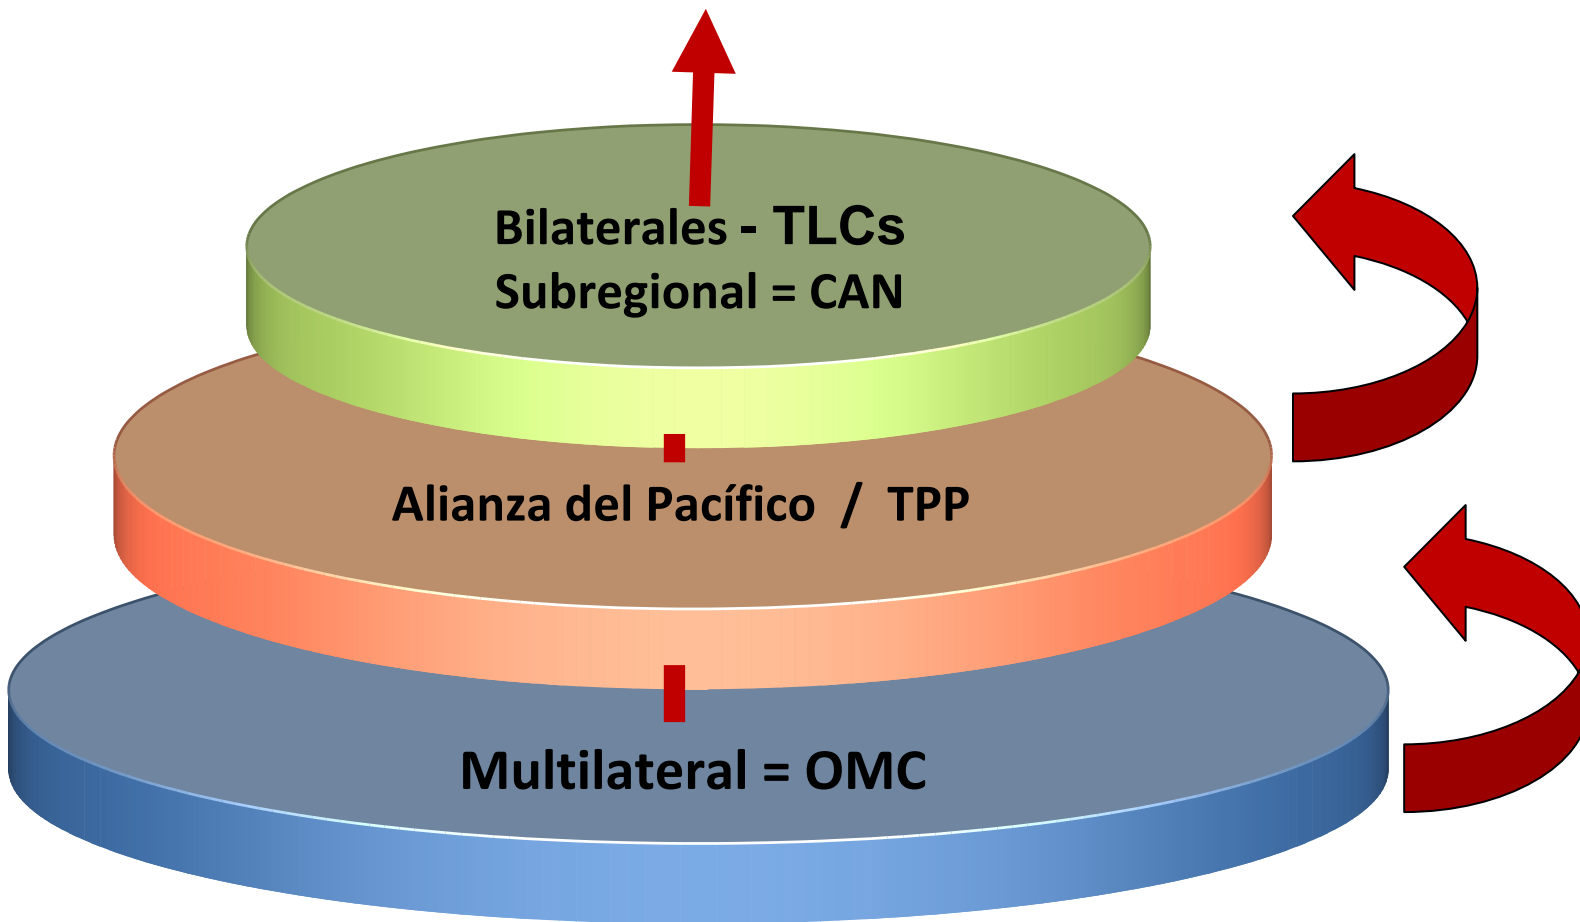 Bilaterales - TLCs
Subregional = CAN
Alianza del Pacífico / TPP
Multilateral = OMC